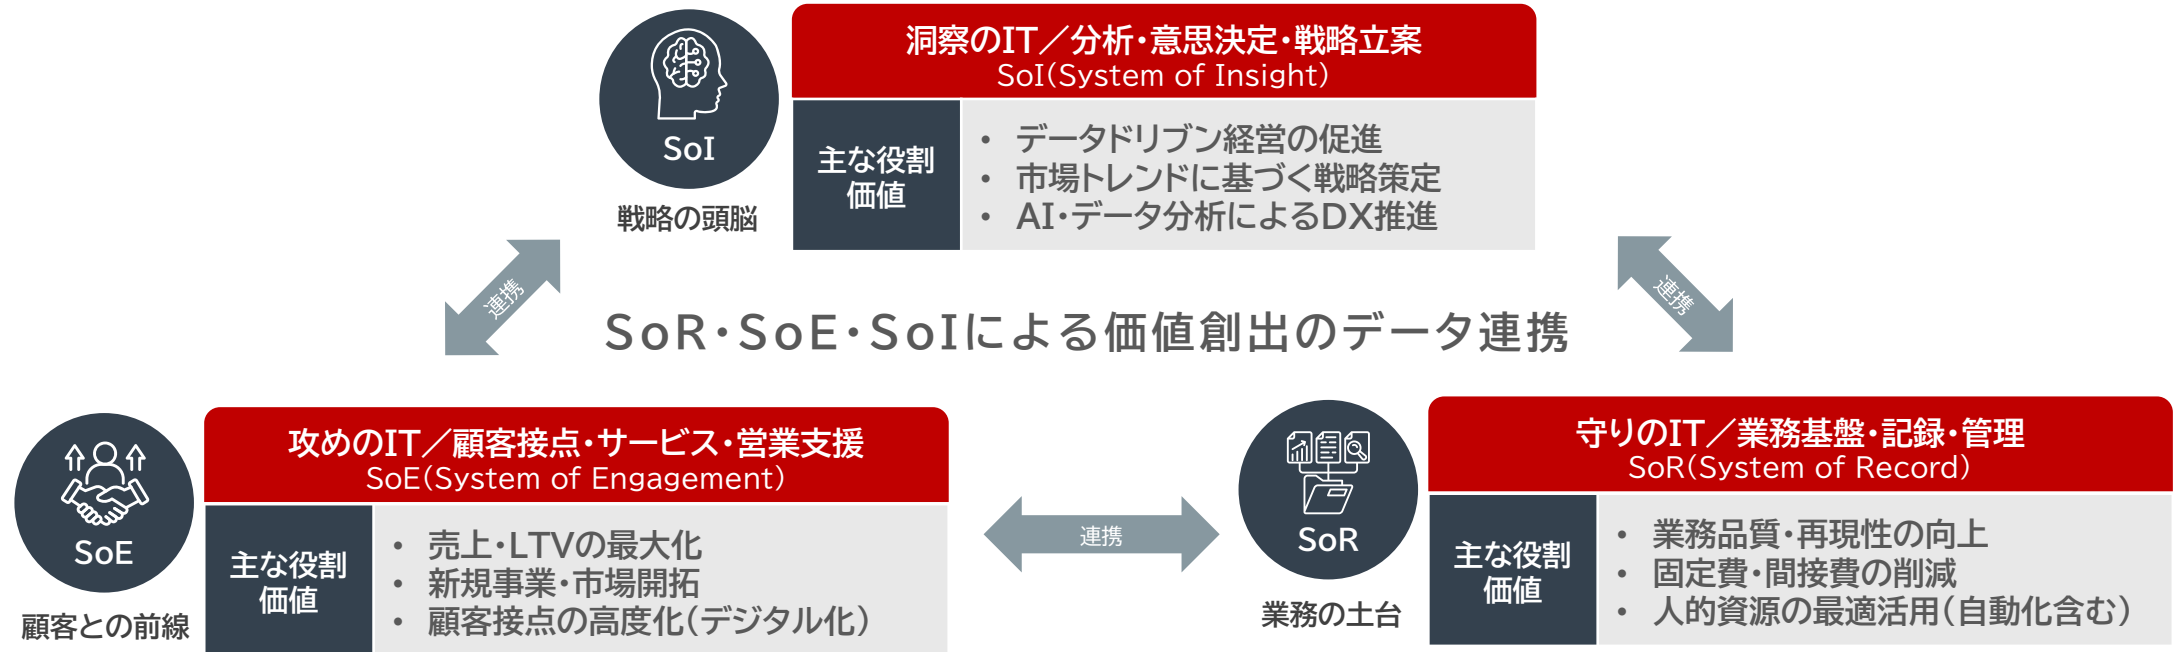 洞察のIT／分析・意思決定・戦略立案
SoI(System of Insight)
SoI
戦略の頭脳
主な役割
価値
• データドリブン経営の促進
• 市場トレンドに基づく戦略策定
• AI・データ分析によるDX推進
連携
連携
SoR・SoE・SoIによる価値創出のデータ連携
攻めのIT／顧客接点・サービス・営業支援
SoE(System of Engagement)
SoE
顧客との前線
主な役割
価値
• 売上・LTVの最大化
• 新規事業・市場開拓
• 顧客接点の高度化(デジタル化)
連携
守りのIT／業務基盤・記録・管理
SoR(System of Record)
SoR
業務の土台
主な役割
価値
• 業務品質・再現性の向上
• 固定費・間接費の削減
• 人的資源の最適活用(自動化含む)